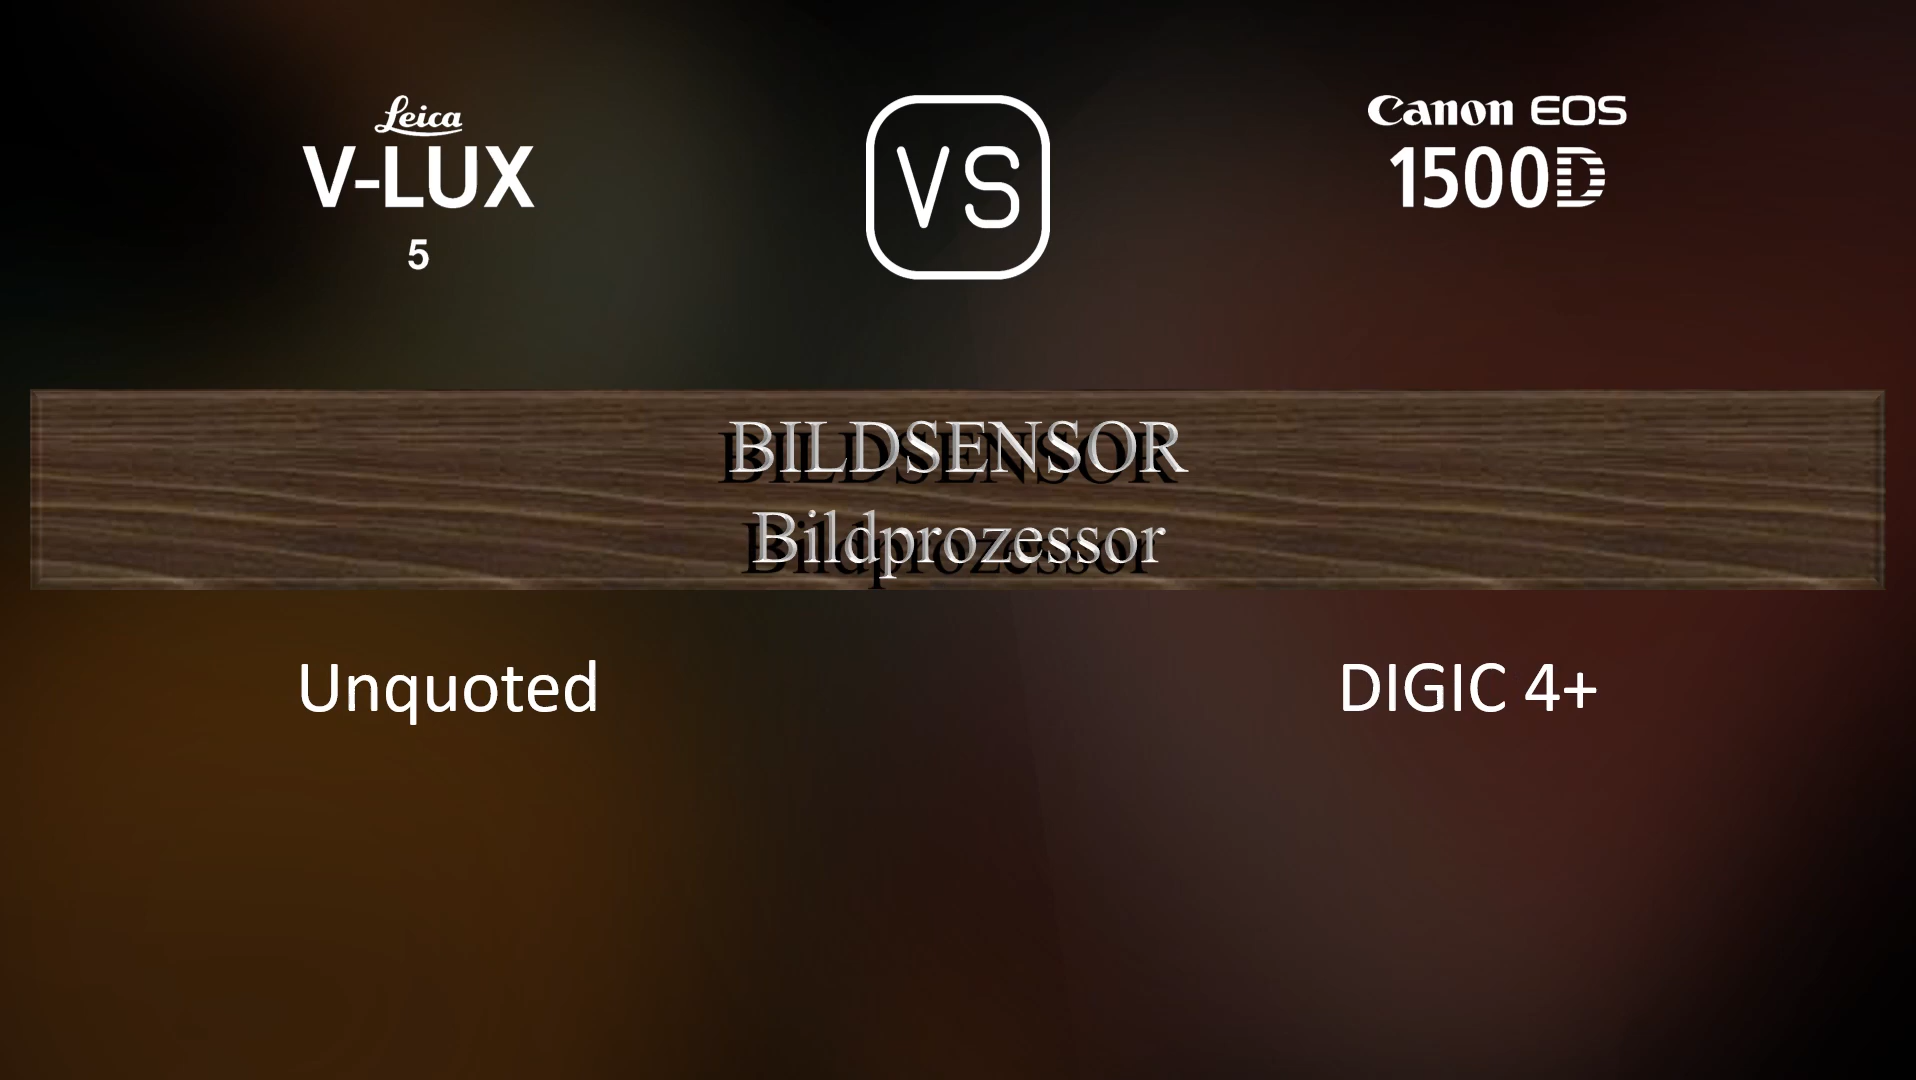 Leica
V-LUX
5
VS
Canon EOS
1500D
BILDSENSOR
Bildprozessor
Unquoted
DIGIC 4+